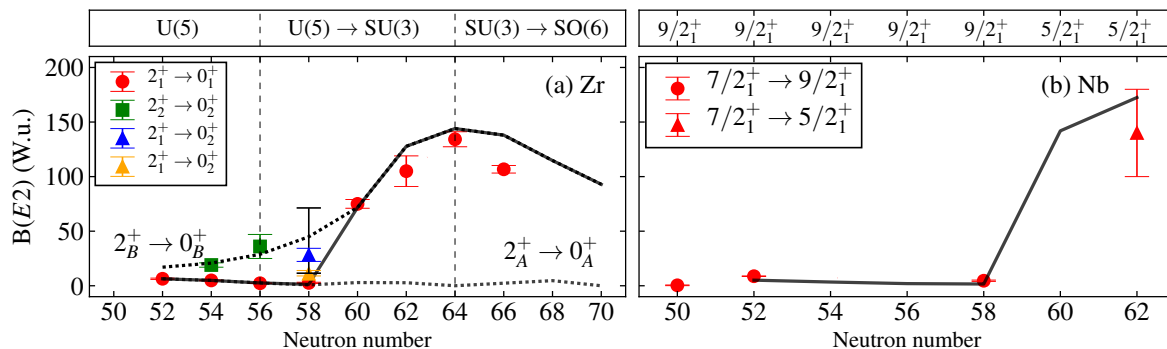 U(5) U(5) → SU(3) SU(3) → SO(6)
9/2₁⁺ 9/2₁⁺ 9/2₁⁺ 9/2₁⁺ 9/2₁⁺ 5/2₁⁺ 5/2₁⁺
B(E2) (W.u.)
200
150
100
50
0
2₁⁺ → 0₁⁺
2₂⁺ → 0₂⁺
2₁⁺ → 0₂⁺
2₁⁺ → 0₂⁺
(a) Zr
2_B⁺ → 0_B⁺
2_A⁺ → 0_A⁺
50 52 54 56 58 60 62 64 66 68 70
Neutron number
7/2₁⁺ → 9/2₁⁺
7/2₁⁺ → 5/2₁⁺
(b) Nb
50 52 54 56 58 60 62
Neutron number